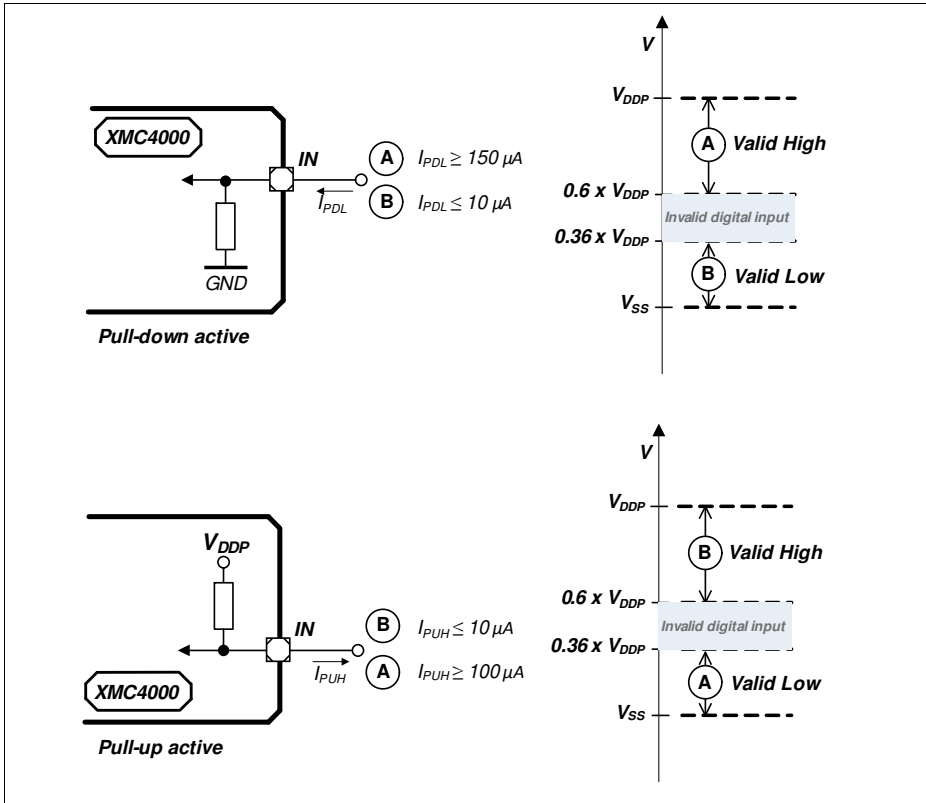 XMC4000
IN
A I_PDL ≥ 150 μA
I_PDL
B I_PDL ≤ 10 μA
GND
Pull-down active
V
V_DDP
A Valid High
0.6 x V_DDP
Invalid digital input
0.36 x V_DDP
B Valid Low
V_SS
V_DDP
IN
B I_PUH ≤ 10 μA
I_PUH
A I_PUH ≥ 100 μA
XMC4000
Pull-up active
V
V_DDP
B Valid High
0.6 x V_DDP
Invalid digital input
0.36 x V_DDP
A Valid Low
V_SS